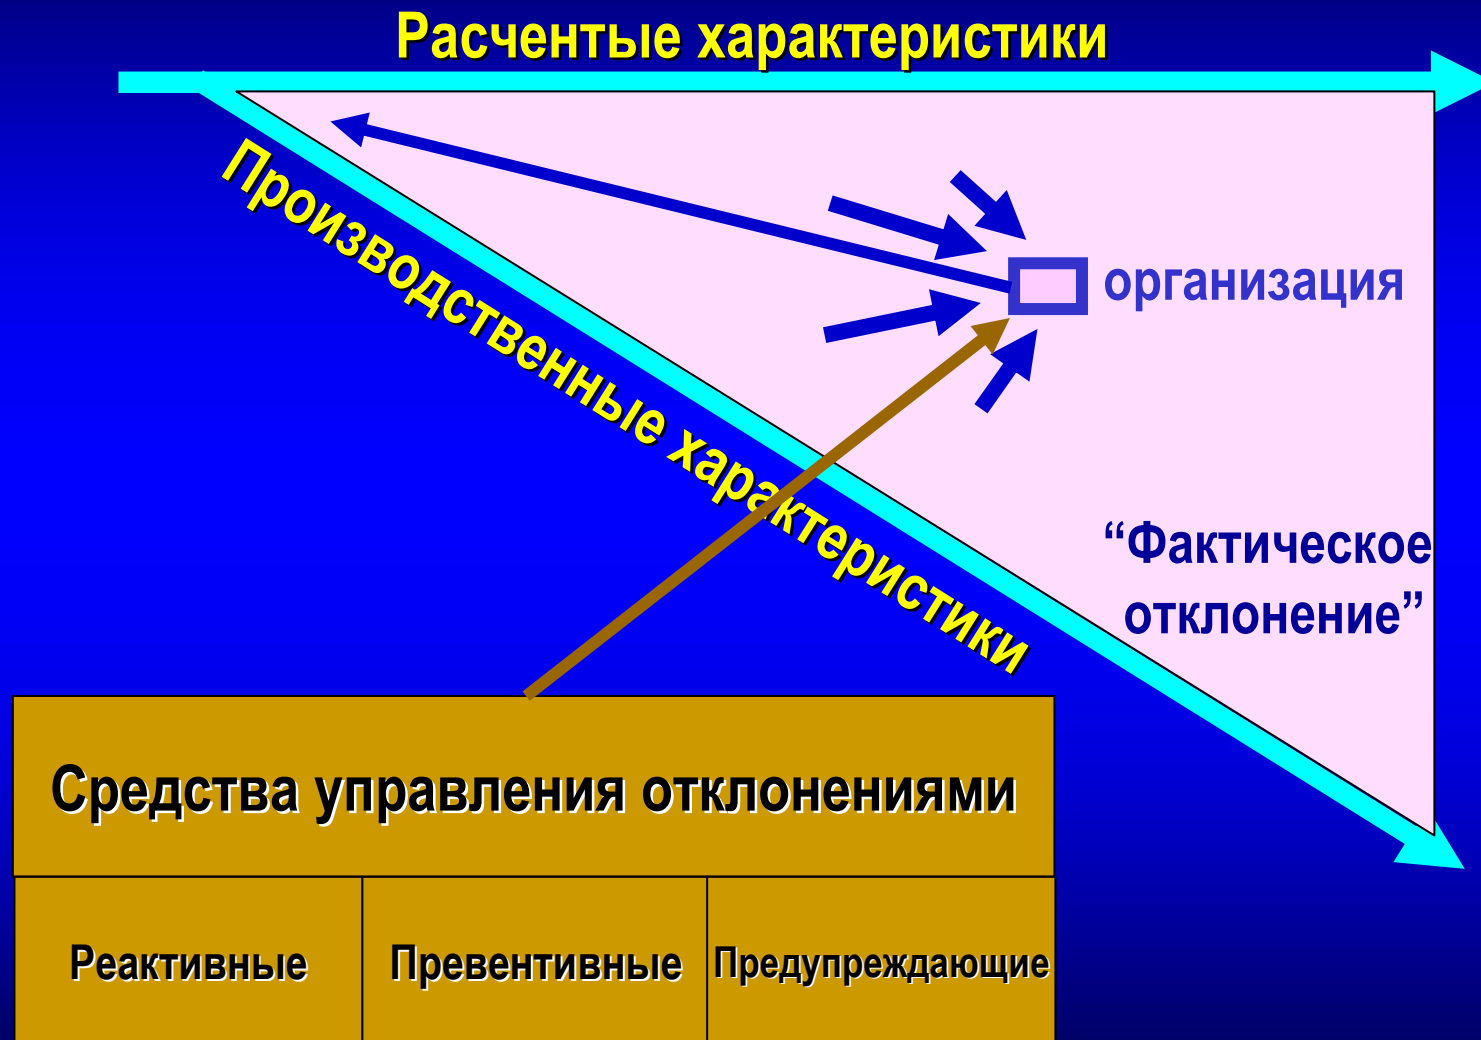 Расчентые характеристики
Производственные характеристики
организация
“Фактическое
отклонение”
Средства управления отклонениями
Реактивные
Превентивные
Предупреждающие